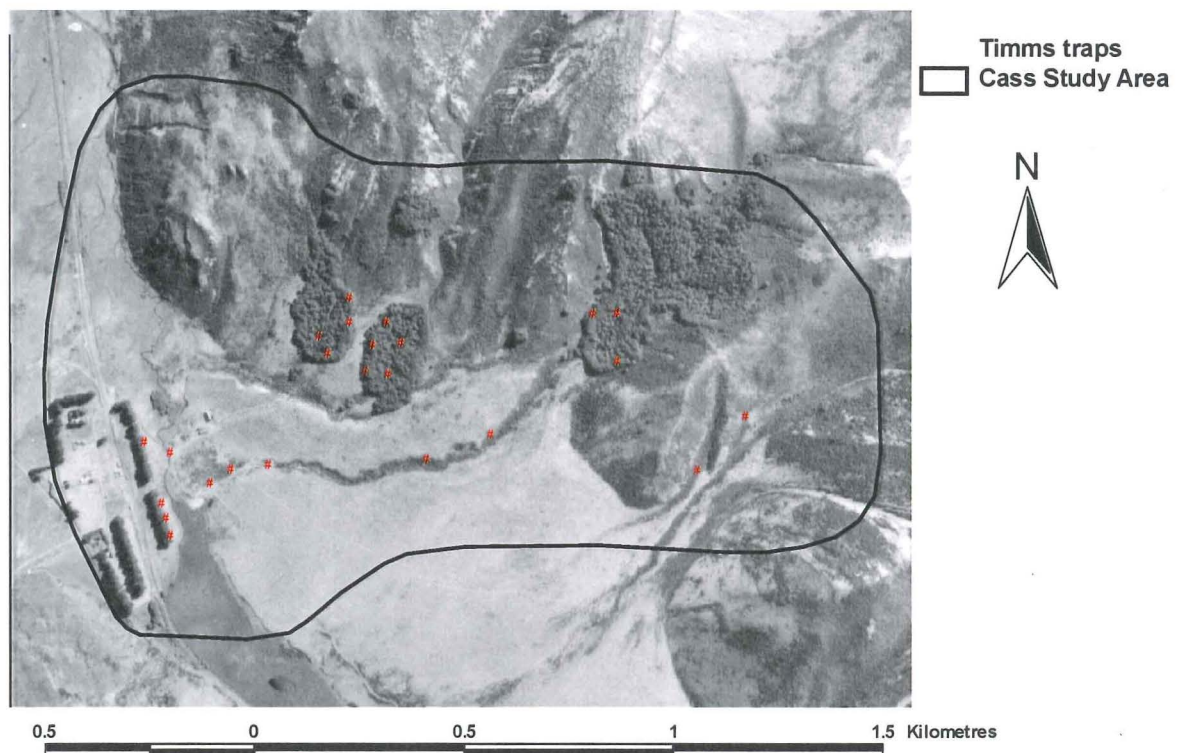 Timms traps
Cass Study Area
N
# # # # # # # # # # # # # # # # # # # # # # # # # #
0.5 0 0.5 1 1.5 Kilometres